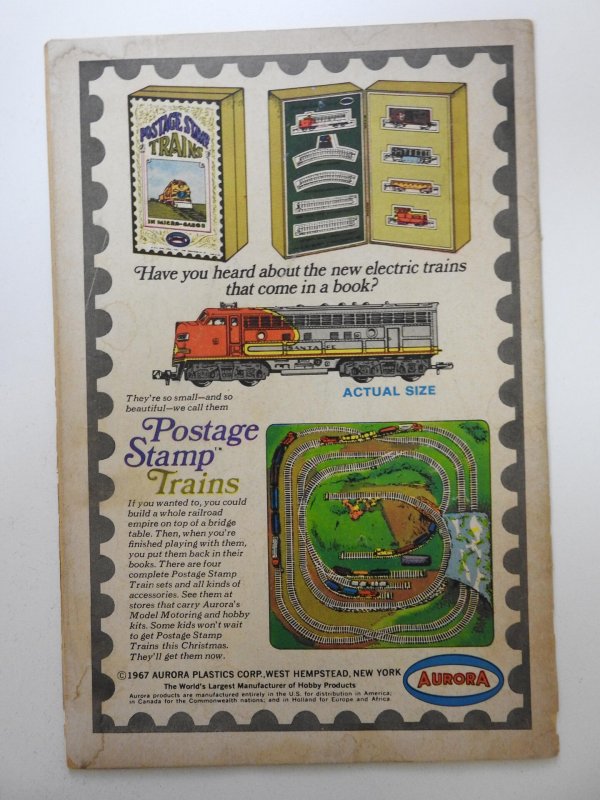 POSTAGE STAMP
TRAINS
IN MICRO-GAUGE
Have you heard about the new electric trains
that come in a book?
SANTA FE
ACTUAL SIZE
They're so small—and so
beautiful—we call them
Postage
Stamp™
Trains
If you wanted to, you could
build a whole railroad
empire on top of a bridge
table. Then, when you're
finished playing with them,
you put them back in their
books. There are four
complete Postage Stamp
Train sets and all kinds of
accessories. See them at
stores that carry Aurora's
Model Motoring and hobby
kits. Some kids won't wait
to get Postage Stamp
Trains this Christmas.
They'll get them now.
©1967 AURORA PLASTICS CORP., WEST HEMPSTEAD, NEW YORK
The World's Largest Manufacturer of Hobby Products
Aurora products are manufactured entirely in the U.S. for distribution in America;
in Canada for the Commonwealth nations; and in Holland for Europe and Africa.
AURORA